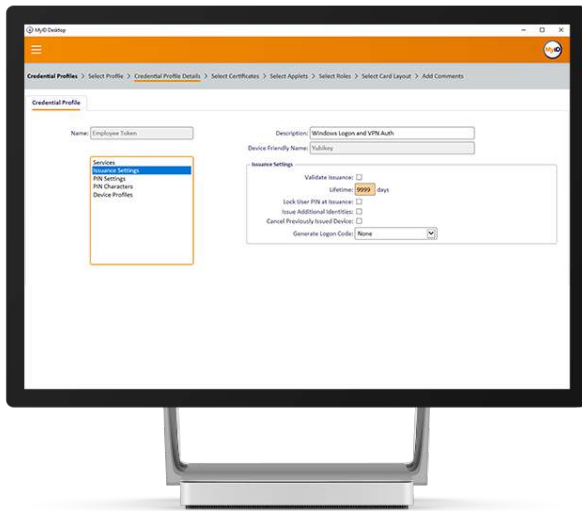 MyID Desktop
MyID
Credential Profiles > Select Profile > Credential Profile Details > Select Certificates > Select Applets > Select Roles > Select Card Layout > Add Comments
Credential Profile
Name: Employee Token
Description: Windows Logon and VPN Auth
Device Friendly Name: Yubikey
Services
Issuance Settings
PIN Settings
PIN Characters
Device Profiles
Issuance Settings
Validate Issuance:
Lifetime: 9999 days
Lock User PIN at Issuance:
Issue Additional Identities:
Cancel Previously Issued Device:
Generate Logon Code: None